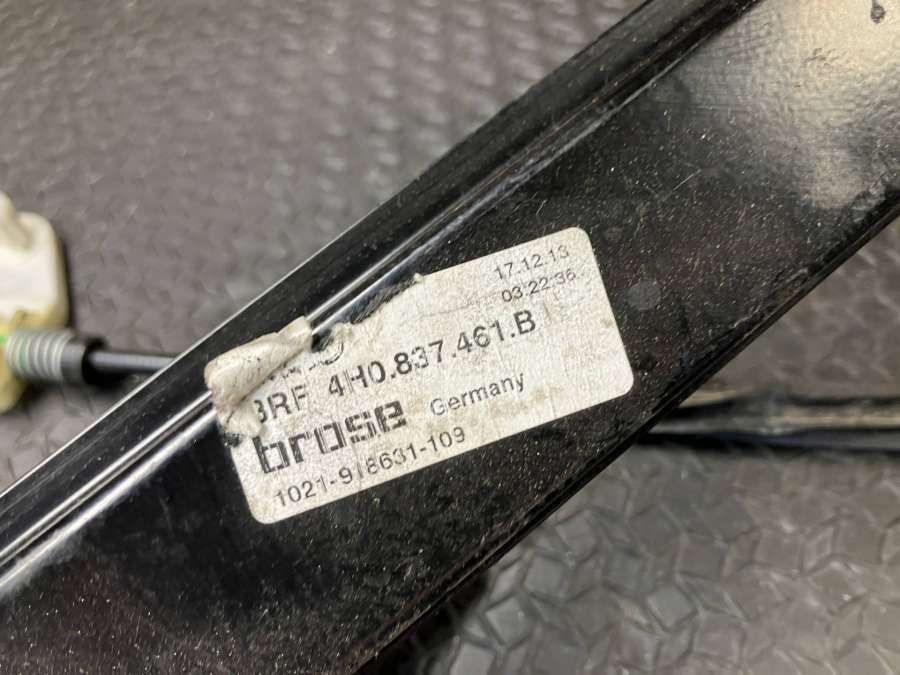 17.12.13
03:22:36
BRF 4H0.837.461.B
brose Germany
1021-918631-109